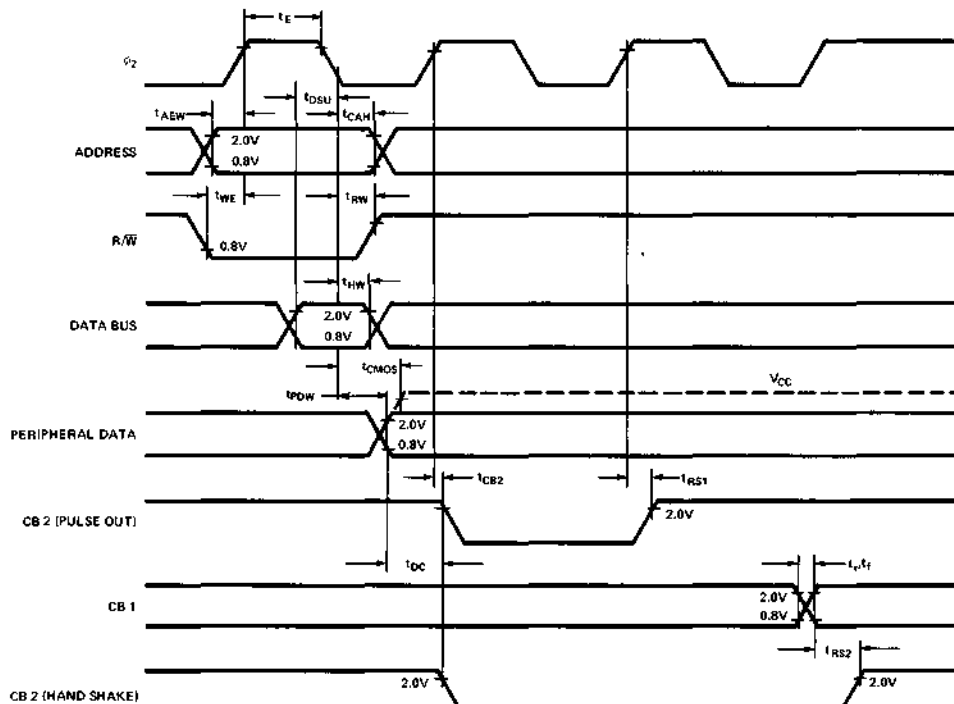 tE
φ2
tDSU
tAEW
tCAH
2.0V
0.8V
ADDRESS
tWE
tRW
R/W̅
0.8V
tHW
DATA BUS
2.0V
0.8V
tCMOS
VCC
tPDW
2.0V
0.8V
PERIPHERAL DATA
tCB2
tRS1
2.0V
CB 2 (PULSE OUT)
tDC
tr,tf
2.0V
CB 1
0.8V
tRS2
2.0V
2.0V
CB 2 (HAND SHAKE)